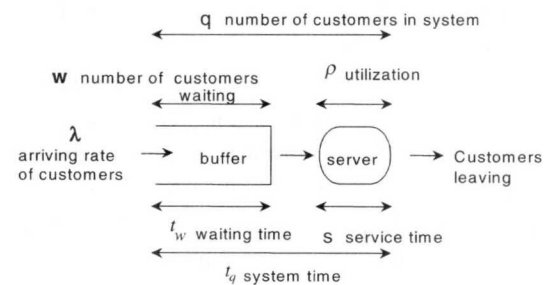 q number of customers in system
w number of customers
waiting
ρ utilization
λ
arriving rate
of customers
buffer
server
Customers
leaving
t_w waiting time
s service time
t_q system time